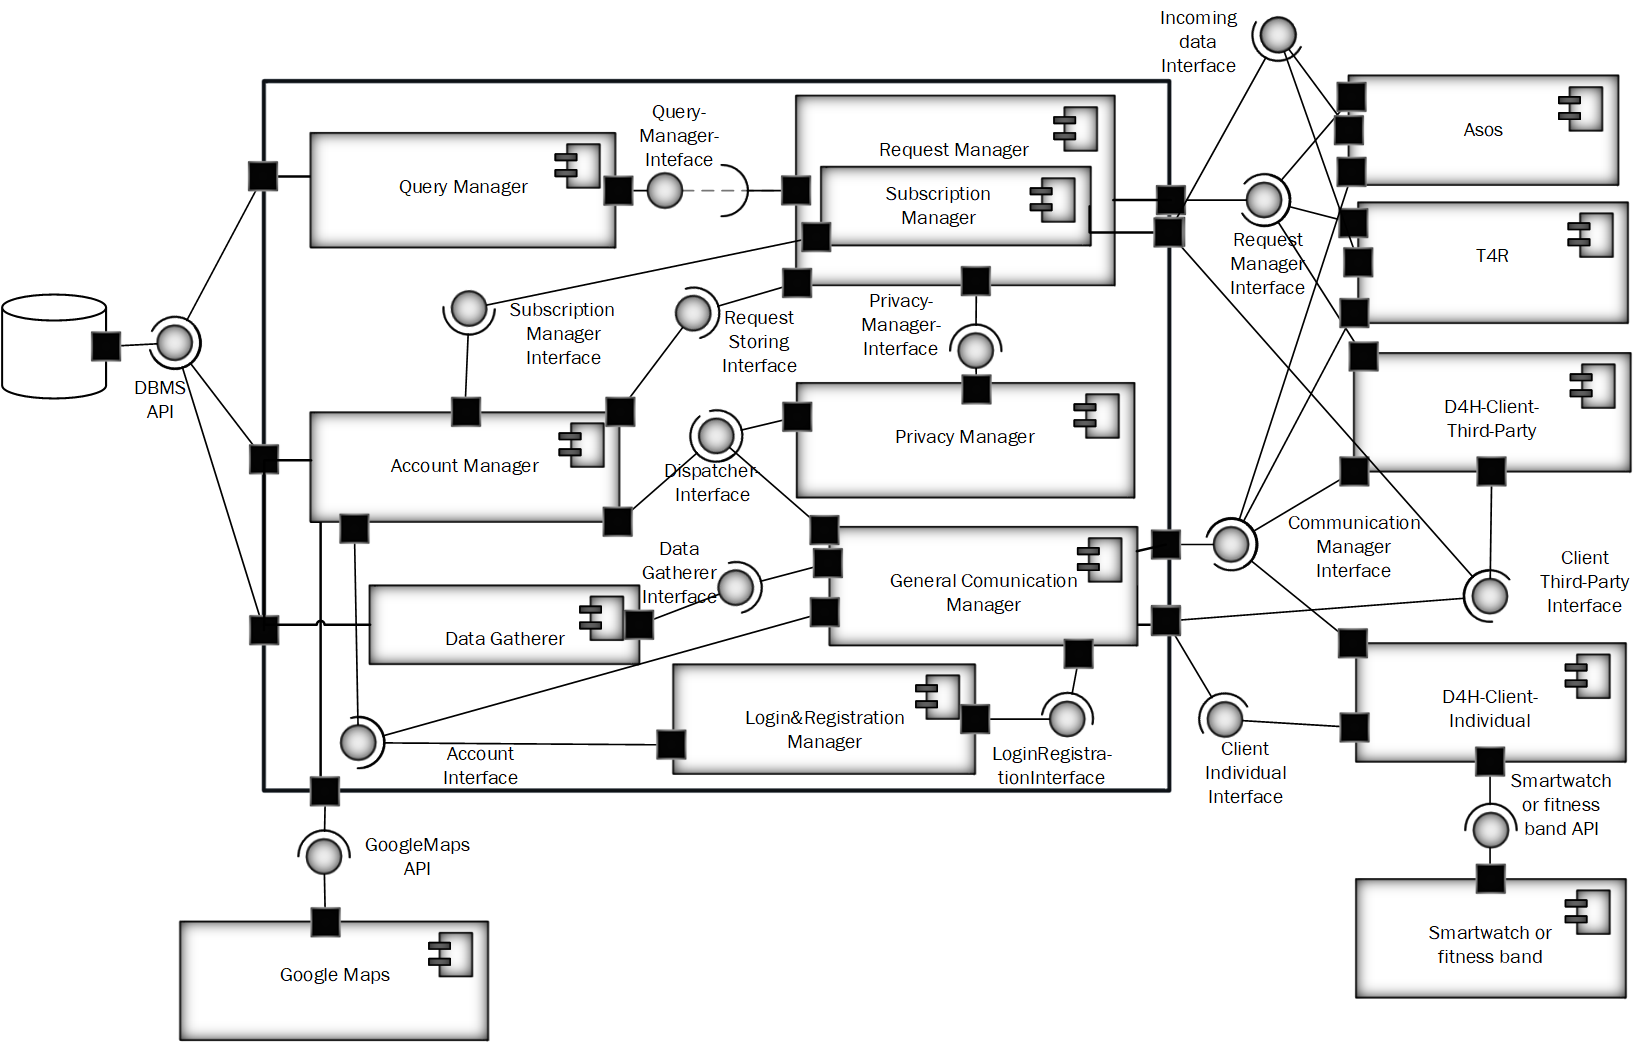 Incoming
data
Interface
Query-
Manager-
Inteface
Request Manager
Asos
Query Manager
Subscription
Manager
Request
Manager
Interface
T4R
Subscription
Manager
Interface
Request
Storing
Interface
Privacy-
Manager-
Interface
DBMS
API
D4H-Client-
Third-Party
Account Manager
Dispatcher-
Interface
Privacy Manager
Data
Gatherer
Interface
General Comunication
Manager
Communication
Manager
Interface
Client
Third-Party
Interface
Data Gatherer
Login&Registration
Manager
Account
Interface
LoginRegistra-
tionInterface
Client
Individual
Interface
D4H-Client-
Individual
Smartwatch
or fitness
band API
GoogleMaps
API
Google Maps
Smartwatch or
fitness band